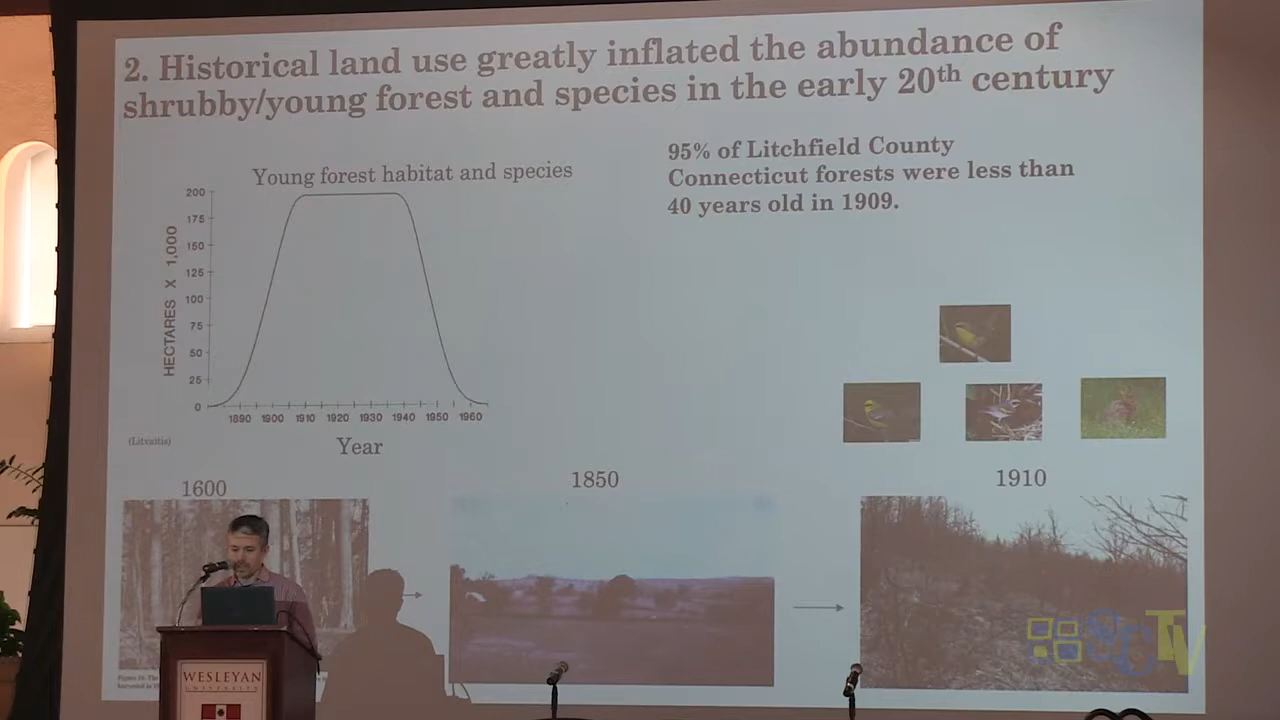 2. Historical land use greatly inflated the abundance of
shrubby/young forest and species in the early 20th century
95% of Litchfield County
Connecticut forests were less than
40 years old in 1909.
Young forest habitat and species
HECTARES X 1,000
200
175
150
125
100
75
50
25
0
1890 1900 1910 1920 1930 1940 1950 1960
Year
(Litvaitis)
1600
1850
1910
WESLEYAN
UNIVERSITY
SCTV